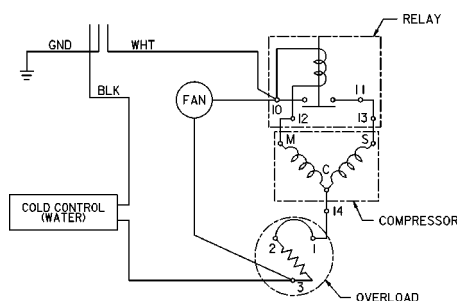 RELAY
GND
WHT
BLK
FAN
10
11
12
13
M
S
C
14
COLD CONTROL
(WATER)
COMPRESSOR
2
1
3
OVERLOAD